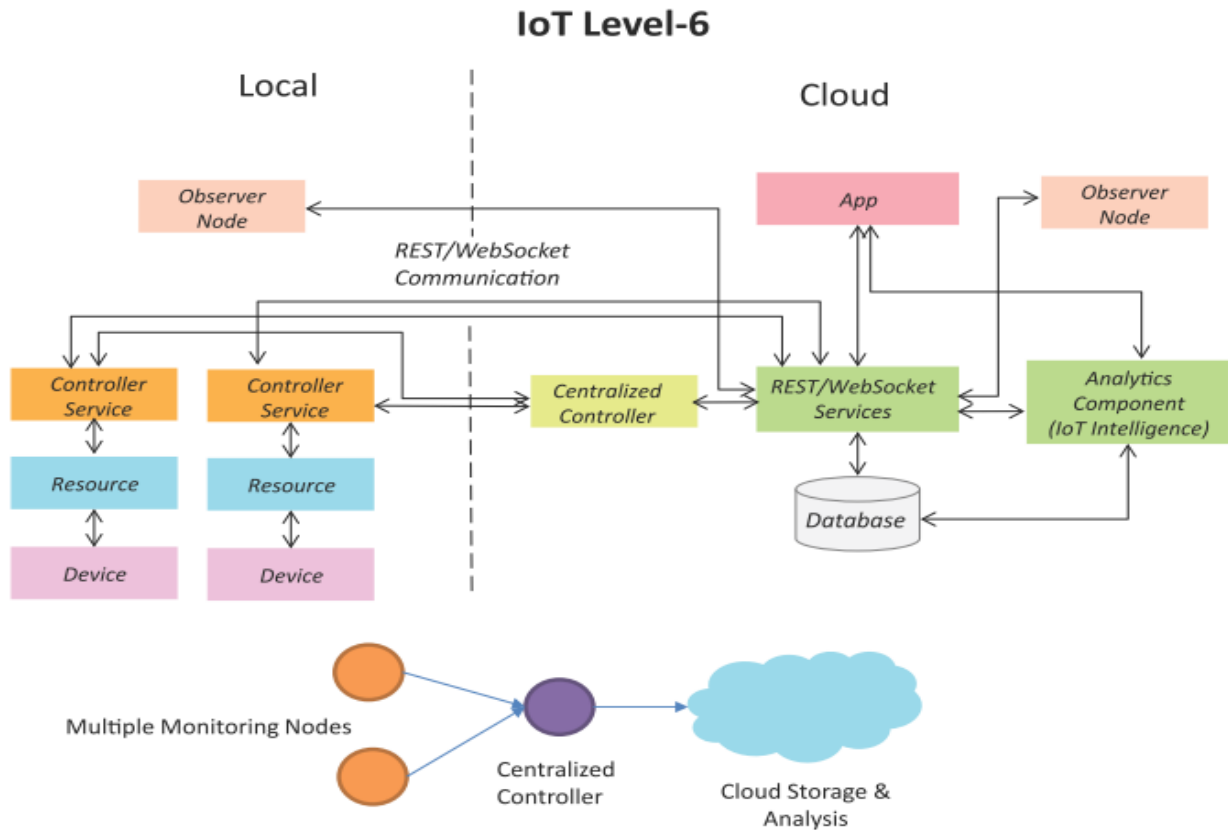 IoT Level-6
Local
Cloud
Observer
Node
App
Observer
Node
REST/WebSocket
Communication
Controller
Service
Controller
Service
Centralized
Controller
REST/WebSocket
Services
Analytics
Component
(IoT Intelligence)
Resource
Resource
Database
Device
Device
Multiple Monitoring Nodes
Centralized
Controller
Cloud Storage &
Analysis